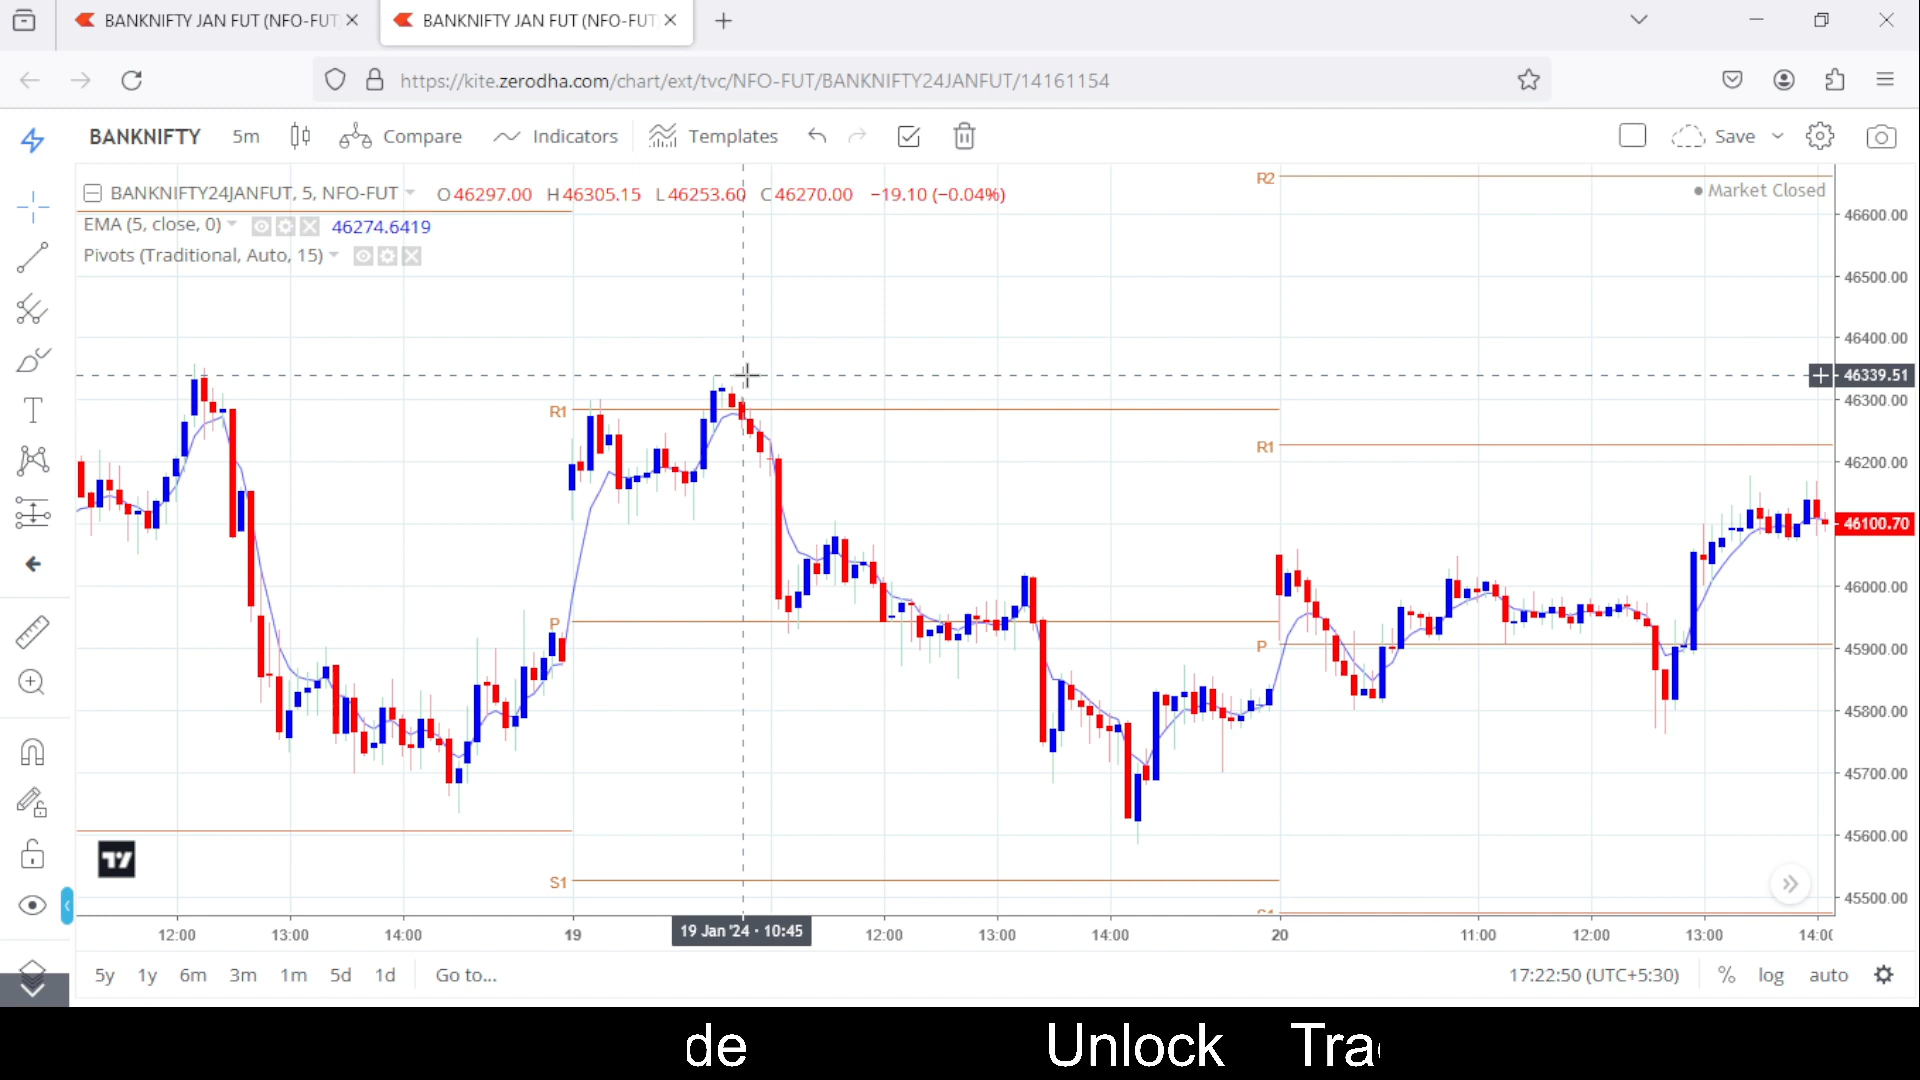 BANKNIFTY JAN FUT (NFO-FUT
BANKNIFTY JAN FUT (NFO-FUT
https://kite.zerodha.com/chart/ext/tvc/NFO-FUT/BANKNIFTY24JANFUT/14161154
BANKNIFTY 5m Compare Indicators Templates Save
BANKNIFTY24JANFUT, 5, NFO-FUT O46297.00 H46305.15 L46253.60 C46270.00 −19.10 (−0.04%)
EMA (5, close, 0) 46274.6419
Pivots (Traditional, Auto, 15)
Market Closed
R2
R1
P
S1
R1
P
S1
46600.00
46500.00
46400.00
46339.51
46300.00
46200.00
46100.70
46000.00
45900.00
45800.00
45700.00
45600.00
45500.00
12:00 13:00 14:00 19 19 Jan '24 · 10:45 12:00 13:00 14:00 20 11:00 12:00 13:00 14:00
5y 1y 6m 3m 1m 5d 1d Go to... 17:22:50 (UTC+5:30) % log auto
de Unlock Tra